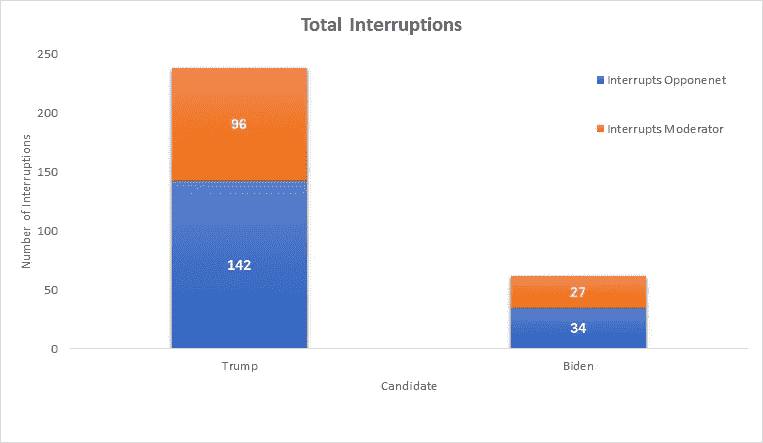 Total Interruptions
250
200
150
100
50
0
Number of Interruptions
96
142
27
34
Interrupts Opponenet
Interrupts Moderator
Trump
Biden
Candidate